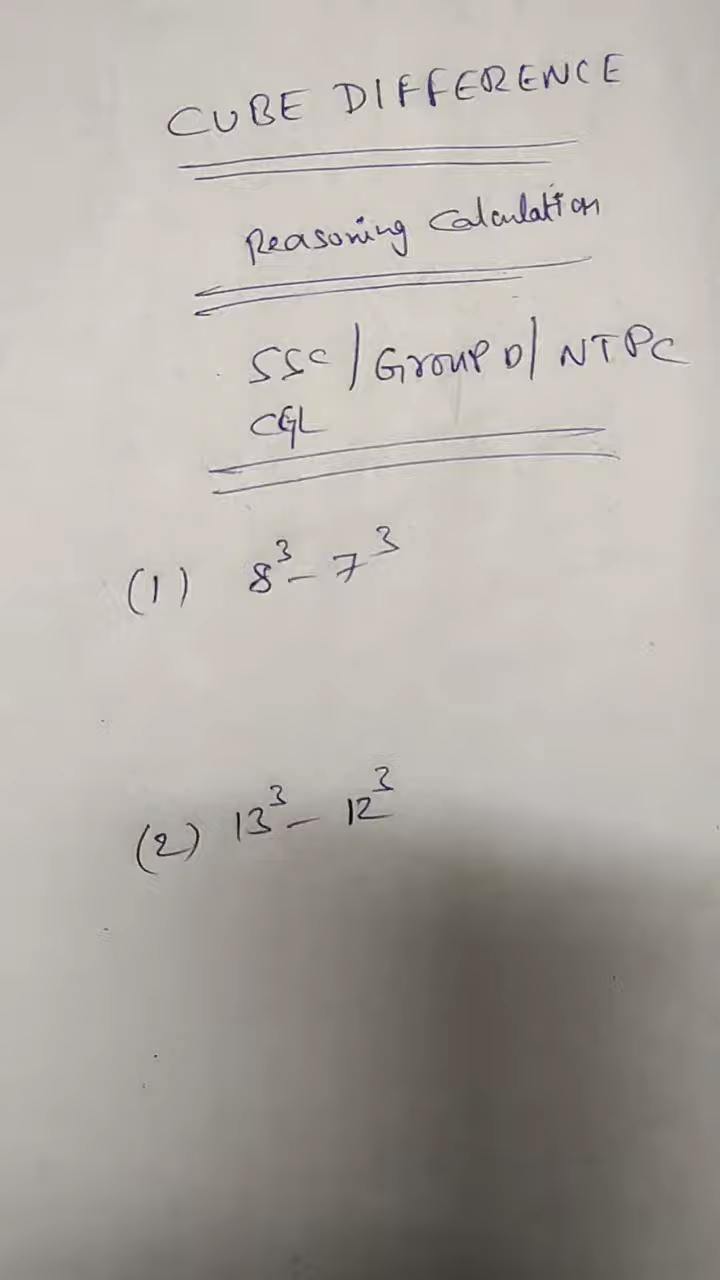 CUBE DIFFERENCE
Reasoning Calculation
SSC / Group D / NTPC
CGL
(1) 8³ - 7³
(2) 13³ - 12³